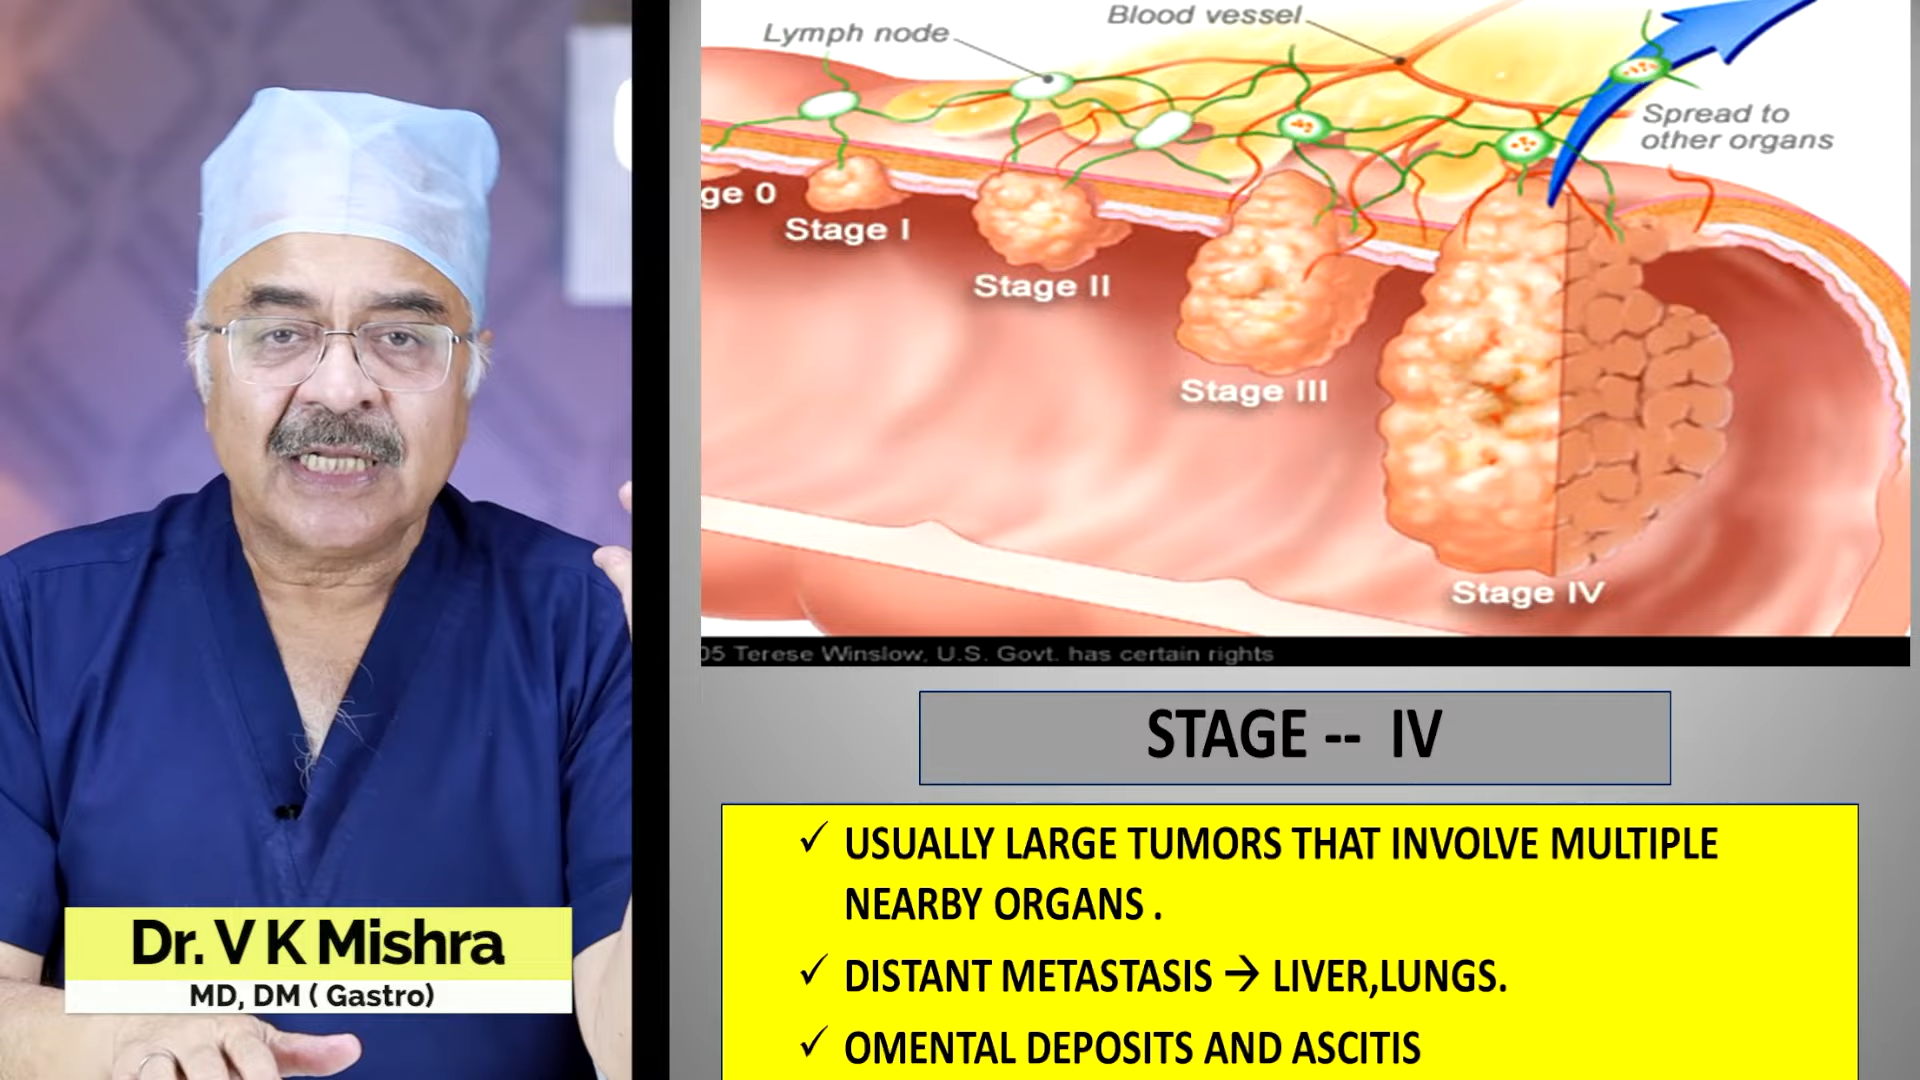 Lymph node
Blood vessel
Spread to
other organs
ge 0
Stage I
Stage II
Stage III
Stage IV
05 Terese Winslow, U.S. Govt. has certain rights
STAGE -- IV
✓ USUALLY LARGE TUMORS THAT INVOLVE MULTIPLE
NEARBY ORGANS .
✓ DISTANT METASTASIS → LIVER,LUNGS.
✓ OMENTAL DEPOSITS AND ASCITIS
Dr. V K Mishra
MD, DM ( Gastro)